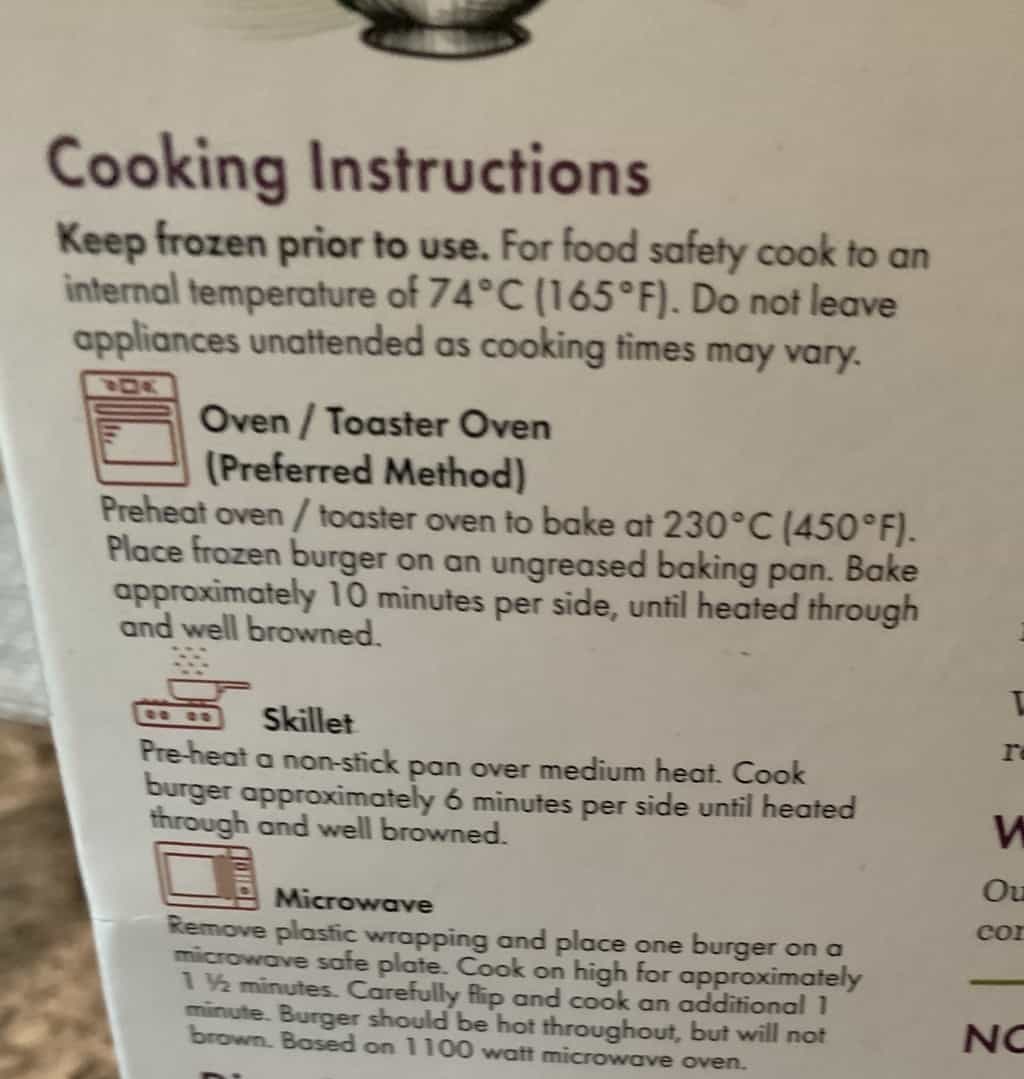 Cooking Instructions
Keep frozen prior to use. For food safety cook to an
internal temperature of 74°C (165°F). Do not leave
appliances unattended as cooking times may vary.
Oven / Toaster Oven
(Preferred Method)
Preheat oven / toaster oven to bake at 230°C (450°F).
Place frozen burger on an ungreased baking pan. Bake
approximately 10 minutes per side, until heated through
and well browned.
Skillet
Pre-heat a non-stick pan over medium heat. Cook
burger approximately 6 minutes per side until heated
through and well browned.
Microwave
Remove plastic wrapping and place one burger on a
microwave safe plate. Cook on high for approximately
1 ½ minutes. Carefully flip and cook an additional 1
minute. Burger should be hot throughout, but will not
brown. Based on 1100 watt microwave oven.